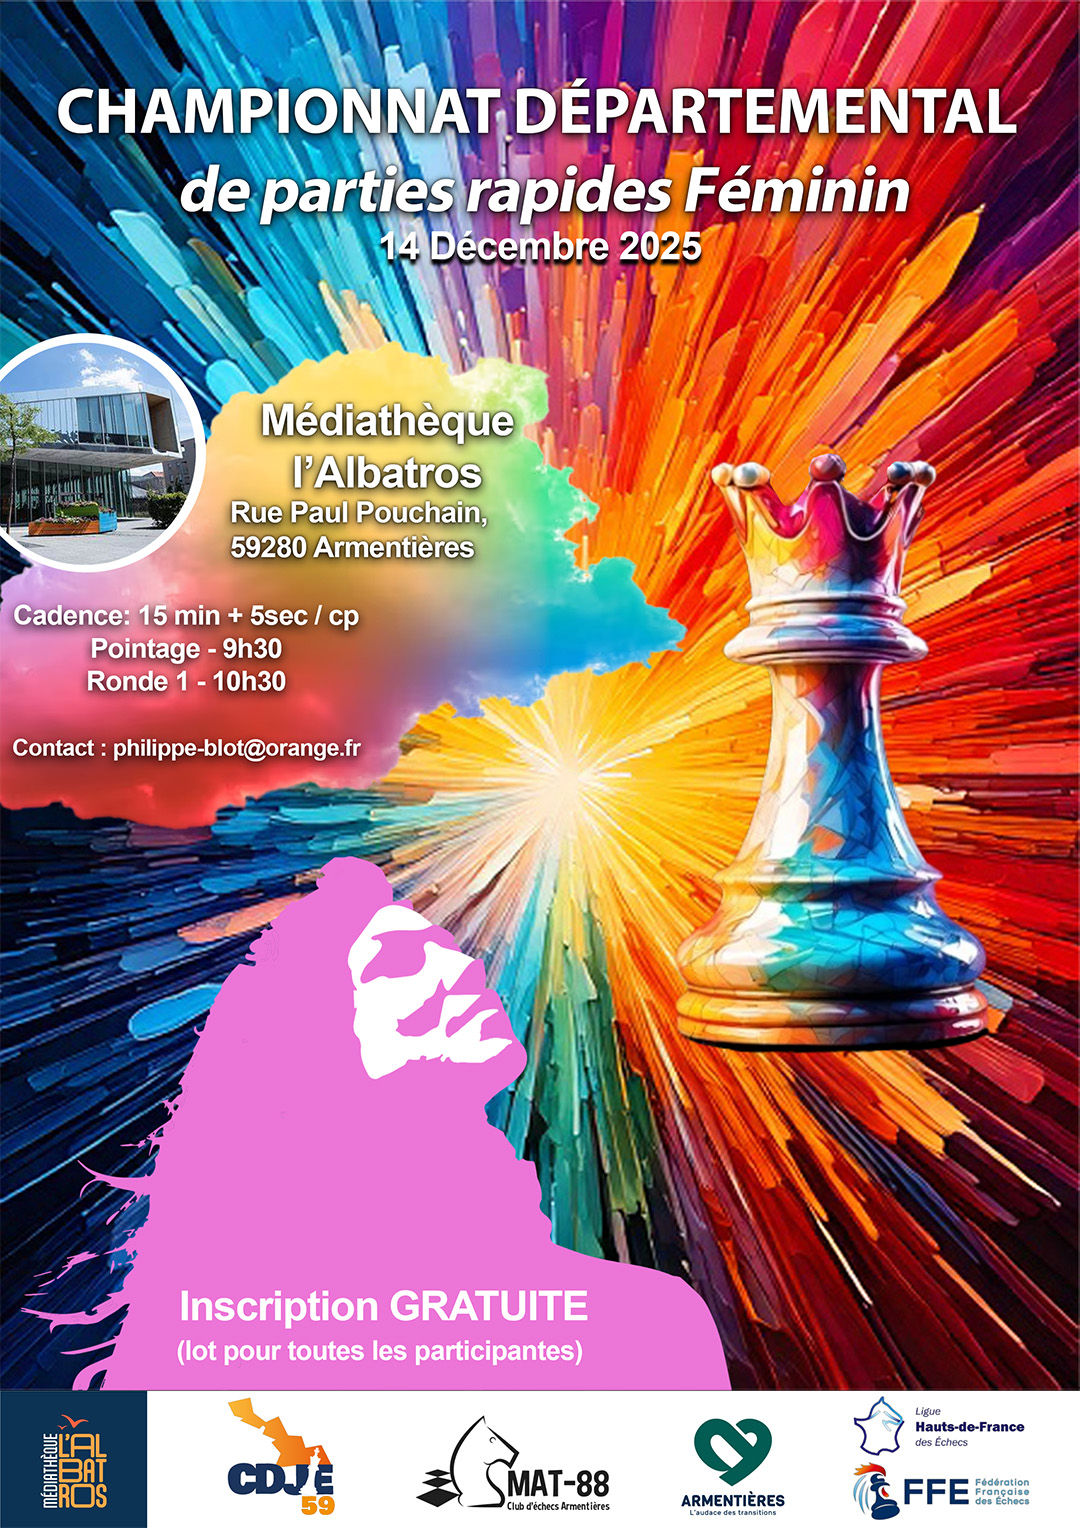 CHAMPIONNAT DÉPARTEMENTAL
de parties rapides Féminin
14 Décembre 2025
Médiathèque
l'Albatros
Rue Paul Pouchain,
59280 Armentières
Cadence: 15 min + 5sec / cp
Pointage - 9h30
Ronde 1 - 10h30
Contact : philippe-blot@orange.fr
Inscription GRATUITE
(lot pour toutes les participantes)
MÉDIATHÈQUE
L'AL
BAT
ROS
CDJE
59
MAT-88
Club d'échecs Armentières
ARMENTIÈRES
L'audace des transitions
Ligue
Hauts-de-France
des Échecs
FFE
Fédération
Française
des Échecs